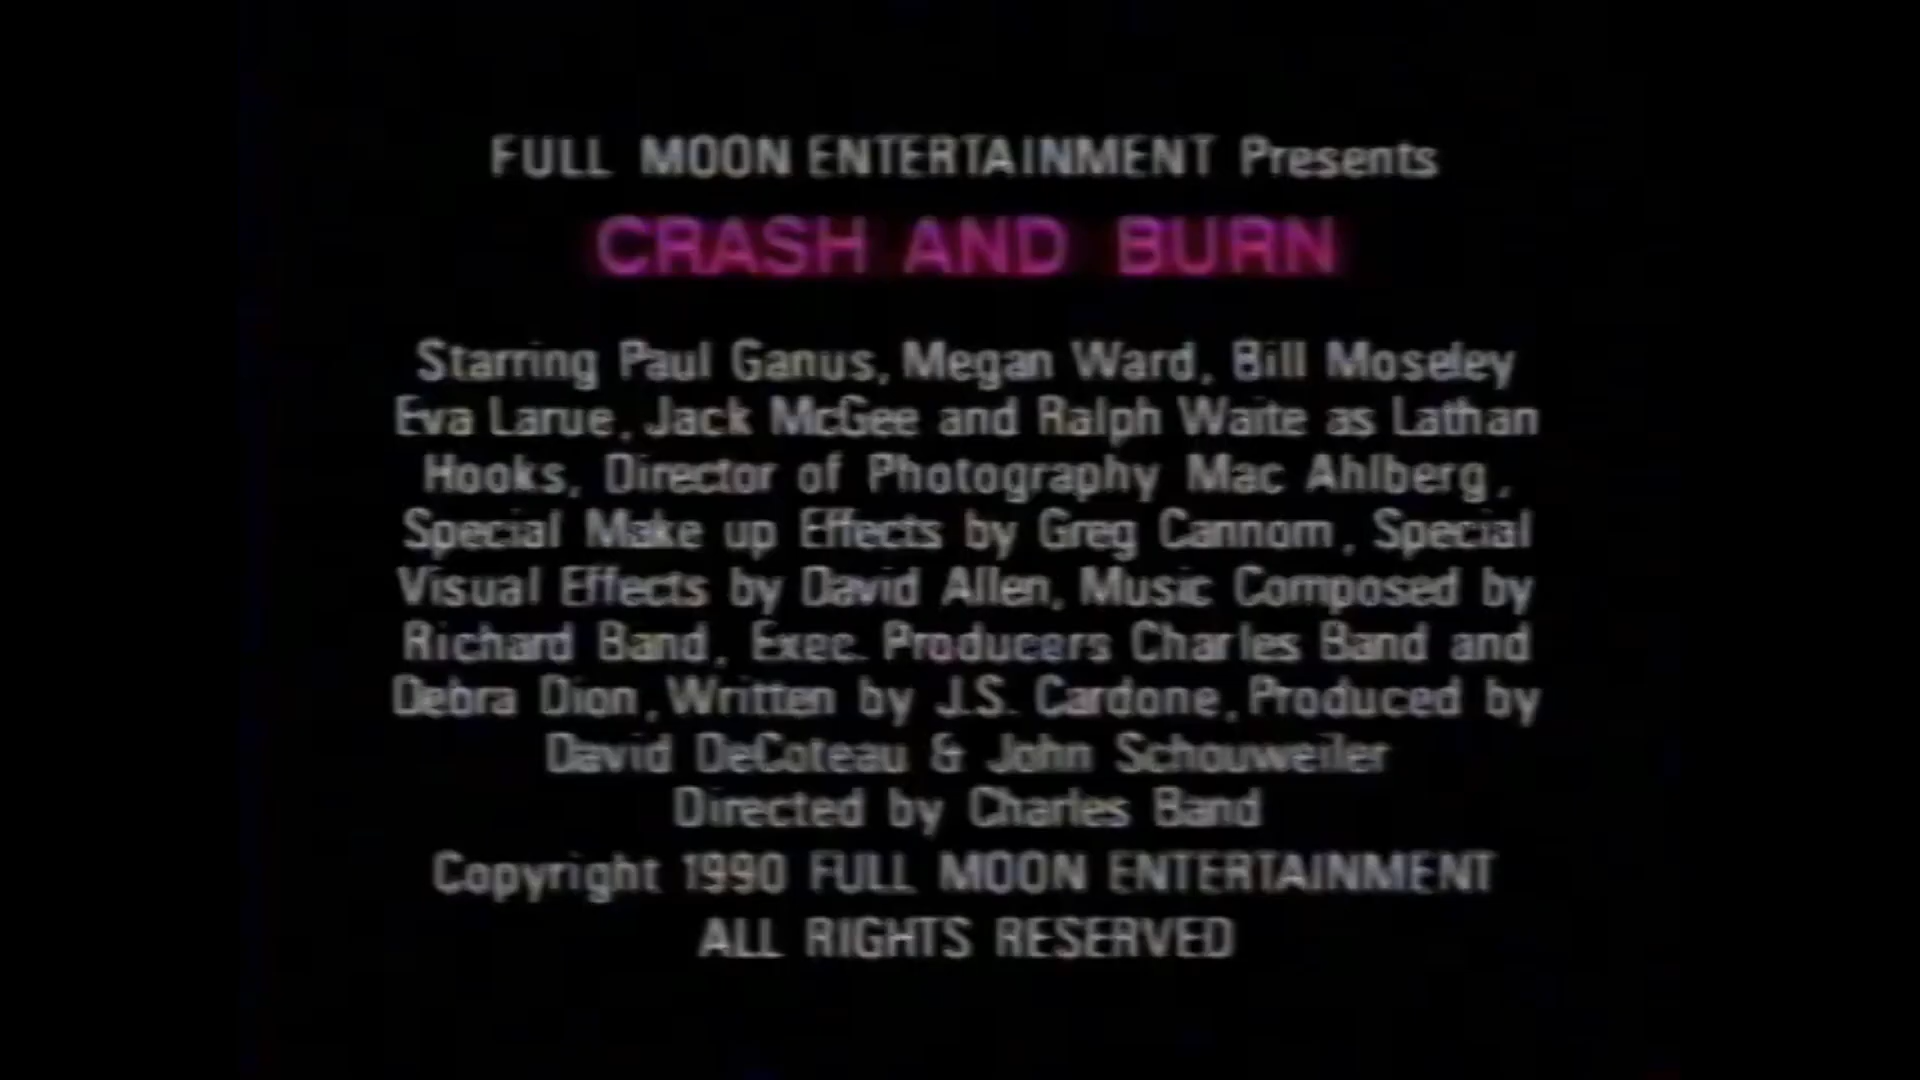 FULL MOON ENTERTAINMENT Presents
CRASH AND BURN
Starring Paul Ganus, Megan Ward, Bill Moseley
Eva Larue, Jack McGee and Ralph Waite as Lathan
Hooks, Director of Photography Mac Ahlberg,
Special Make up Effects by Greg Cannom, Special
Visual Effects by David Allen, Music Composed by
Richard Band, Exec. Producers Charles Band and
Debra Dion, Written by J.S. Cardone, Produced by
David DeCoteau & John Schouweiler
Directed by Charles Band
Copyright 1990 FULL MOON ENTERTAINMENT
ALL RIGHTS RESERVED